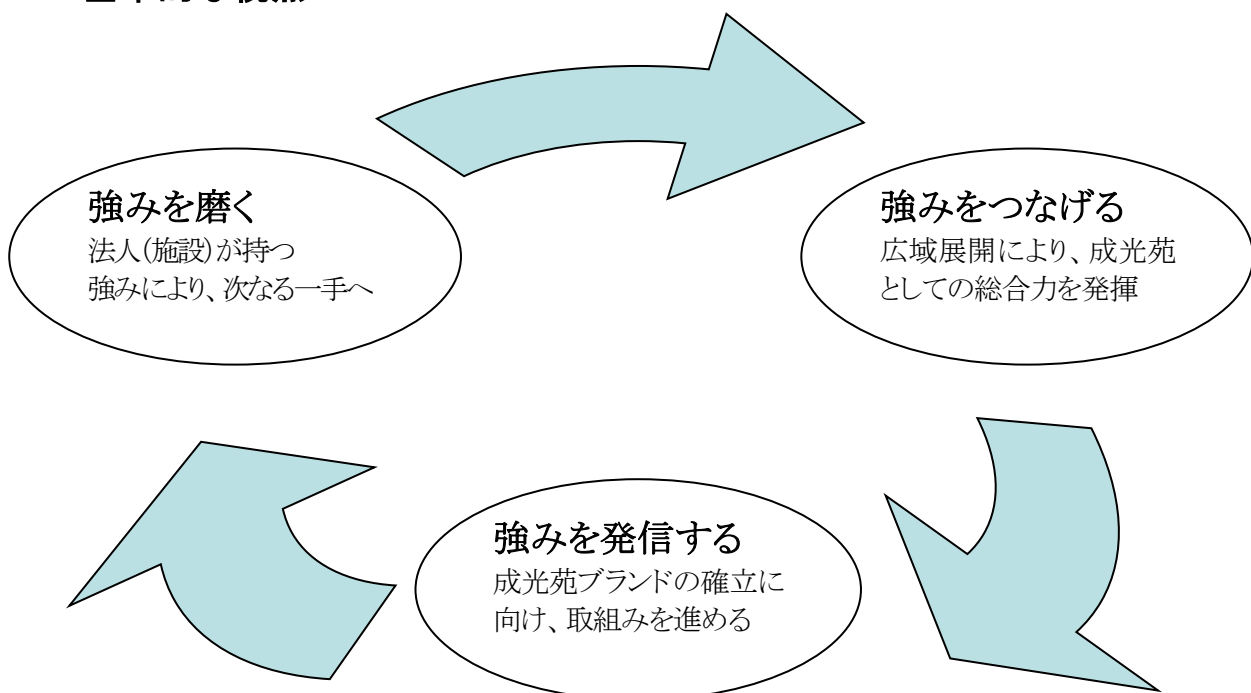 強みを磨く
法人(施設)が持つ
強みにより、次なる一手へ
強みをつなげる
広域展開により、成光苑
としての総合力を発揮
強みを発信する
成光苑ブランドの確立に
向け、取組みを進める